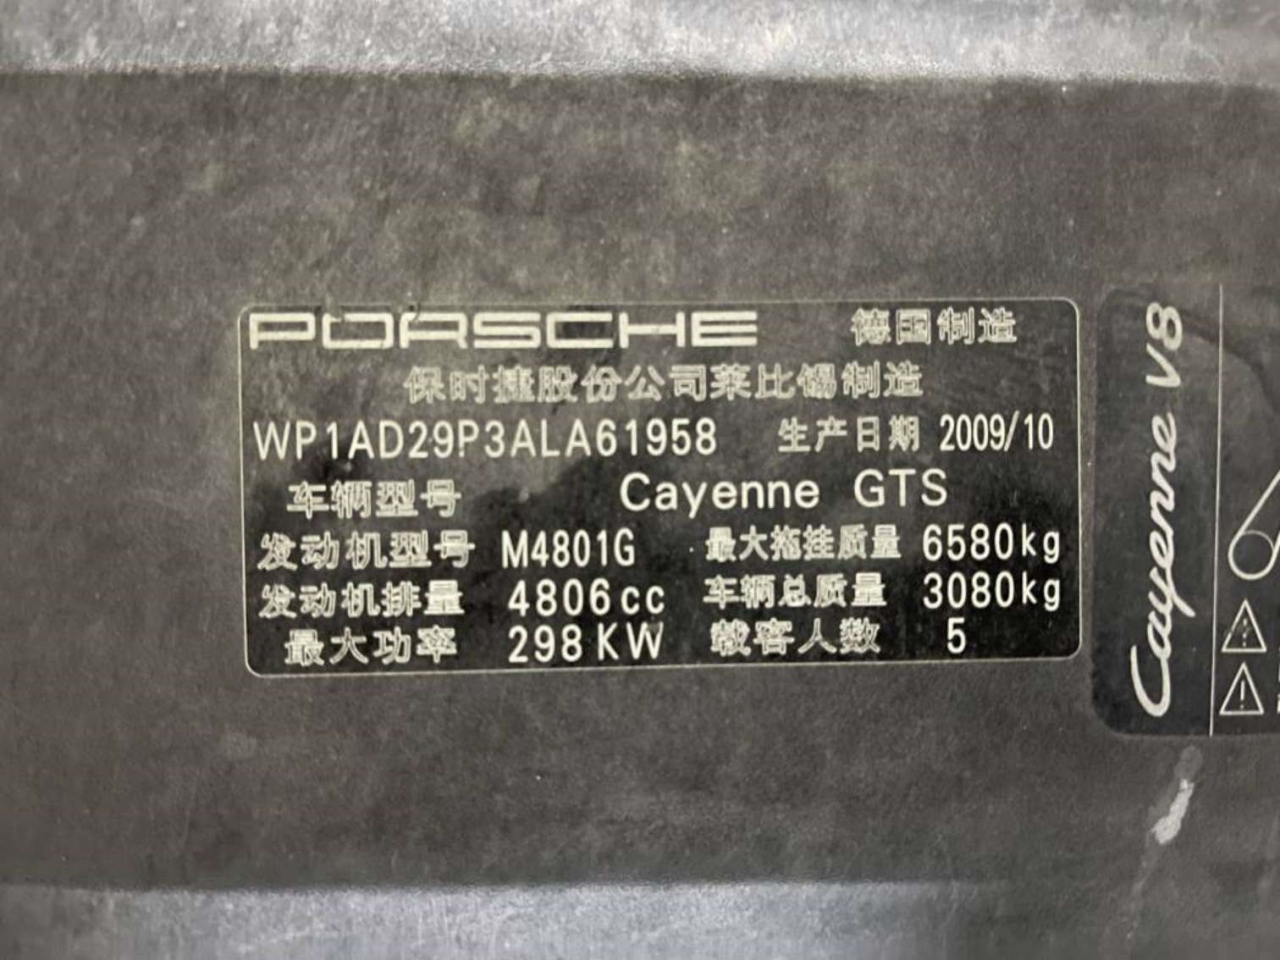 PORSCHE 德国制造
保时捷股份公司莱比锡制造
WP1AD29P3ALA61958 生产日期 2009/10
车辆型号 Cayenne GTS
发动机型号 M4801G 最大拖挂质量 6580kg
发动机排量 4806cc 车辆总质量 3080kg
最大功率 298KW 载客人数 5
Cayenne V8